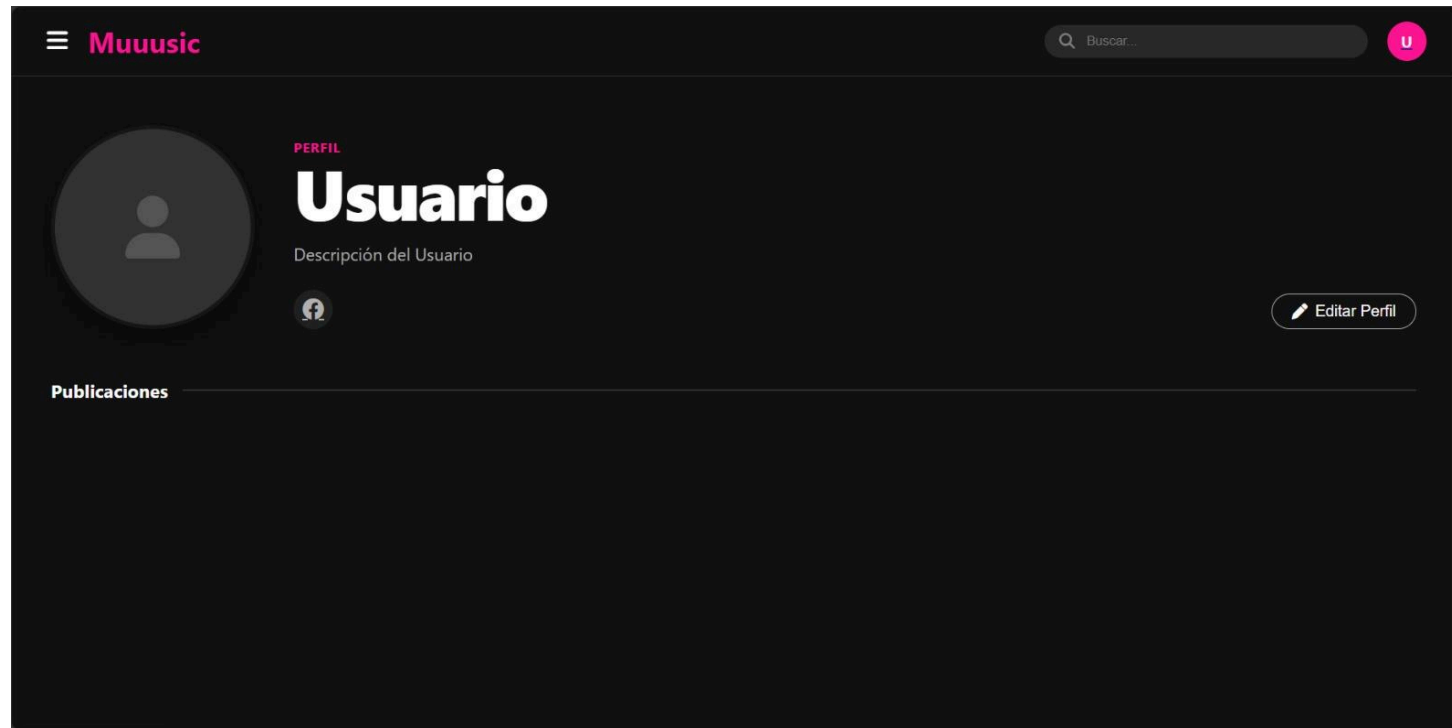 Muuusic
Buscar...
U
PERFIL
Usuario
Descripción del Usuario
Editar Perfil
Publicaciones